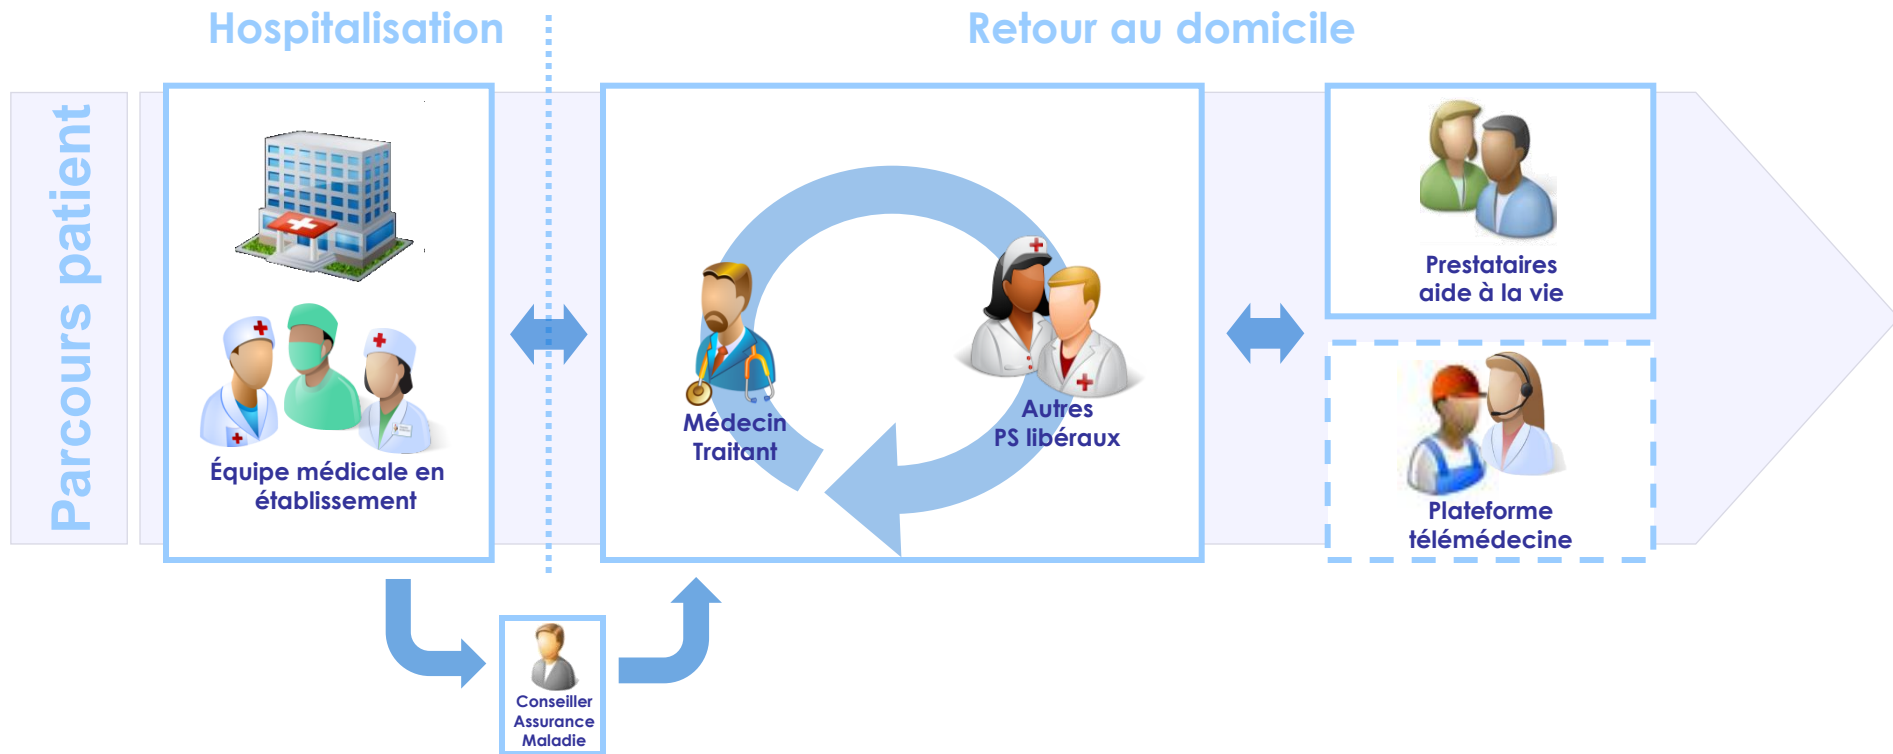 Hospitalisation
Retour au domicile
Parcours patient
Équipe médicale en
établissement
Médecin
Traitant
Autres
PS libéraux
Prestataires
aide à la vie
Plateforme
télémédecine
Conseiller
Assurance
Maladie